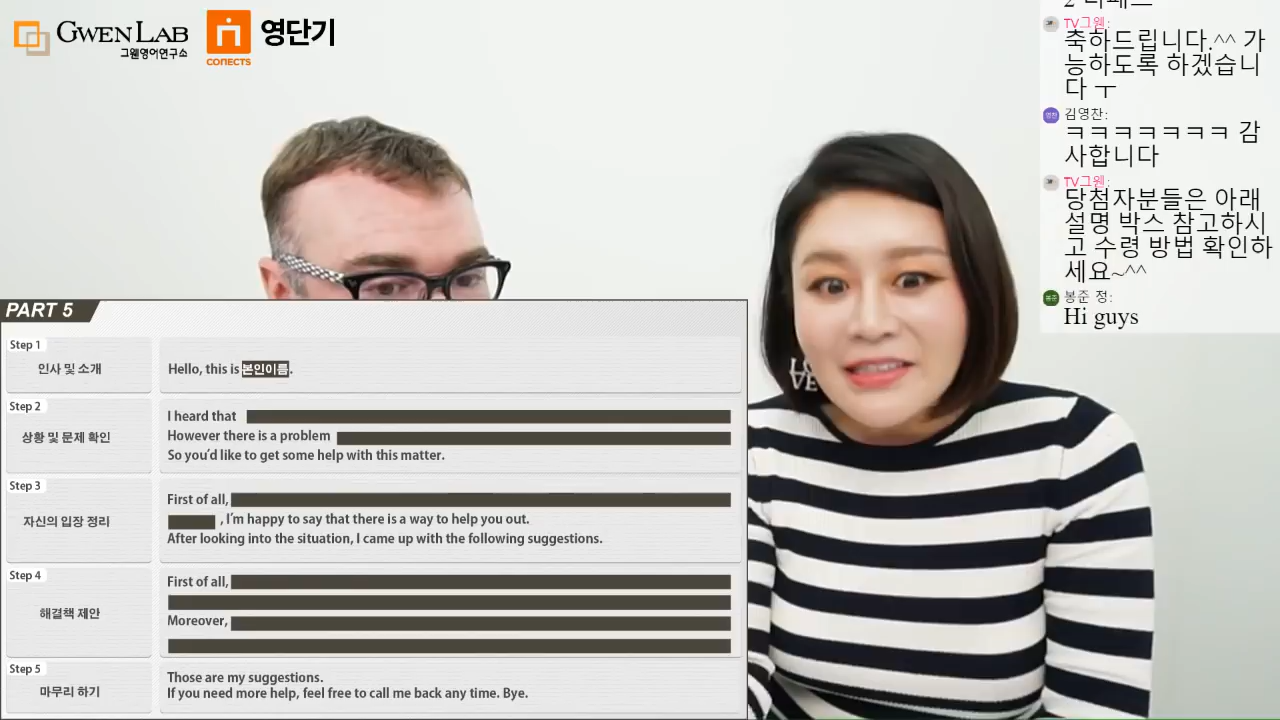 GWEN LAB
그웬영어연구소
CONECTS
영단기
TV그웬:
축하드립니다.^^ 가
능하도록 하겠습니
다 ㅜ
김영찬:
ㅋㅋㅋㅋㅋㅋㅋ 감
사합니다
TV그웬:
당첨자분들은 아래
설명 박스 참고하시
고 수령 방법 확인하
세요~^^
봉준 정:
Hi guys
PART 5
Step 1
인사 및 소개
Hello, this is 본인이름.
Step 2
상황 및 문제 확인
I heard that
However there is a problem
So you'd like to get some help with this matter.
Step 3
자신의 입장 정리
First of all,
, I'm happy to say that there is a way to help you out.
After looking into the situation, I came up with the following suggestions.
Step 4
해결책 제안
First of all,
Moreover,
Step 5
마무리 하기
Those are my suggestions.
If you need more help, feel free to call me back any time. Bye.